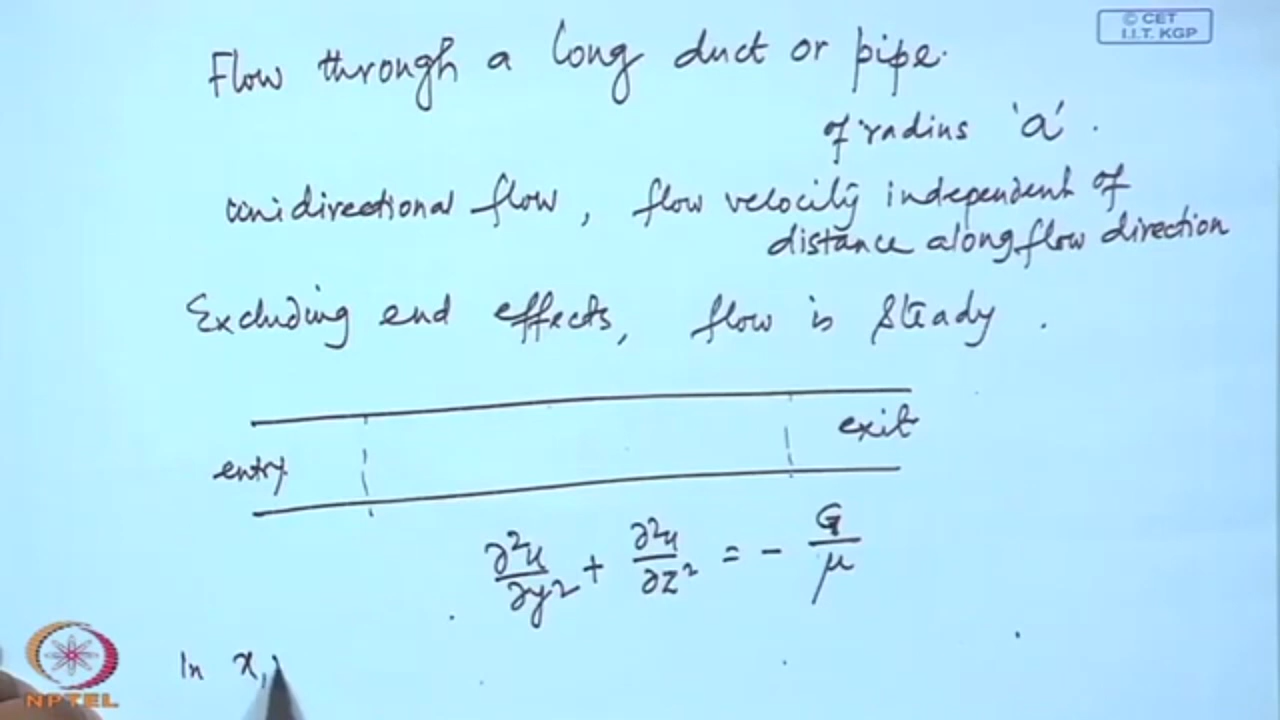 © CET
I.I.T. KGP
Flow through a long duct or pipe.
of radius 'a'.
unidirectional flow, flow velocity independent of
distance along flow direction
Excluding end effects, flow is steady.
exit
entry
∂²u/∂y² + ∂²u/∂z² = - G/μ
In x,
NPTEL